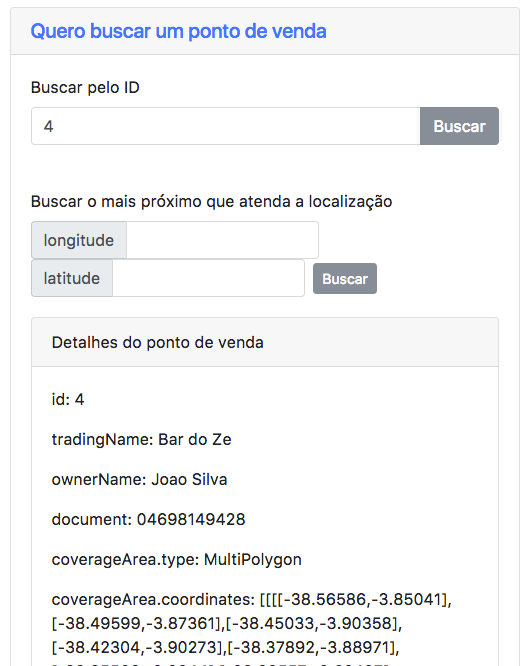 Quero buscar um ponto de venda
Buscar pelo ID
4
Buscar
Buscar o mais próximo que atenda a localização
longitude
latitude
Buscar
Detalhes do ponto de venda
id: 4
tradingName: Bar do Ze
ownerName: Joao Silva
document: 04698149428
coverageArea.type: MultiPolygon
coverageArea.coordinates: [[[[-38.56586,-3.85041],
[-38.49599,-3.87361],[-38.45033,-3.90358],
[-38.42304,-3.90273],[-38.37892,-3.88971],